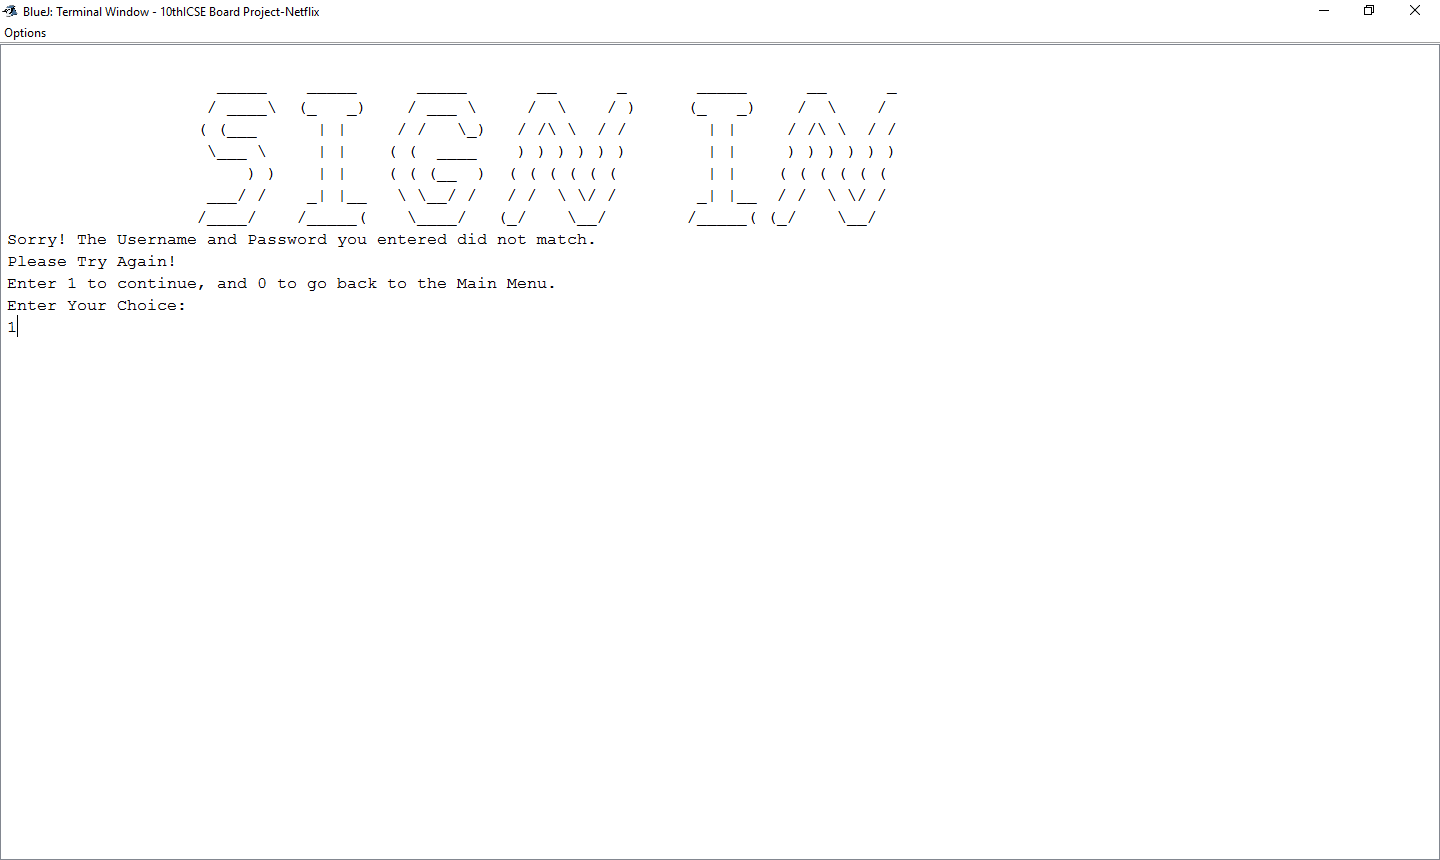 BlueJ: Terminal Window - 10thICSE Board Project-Netflix
Options
SIGN IN
Sorry! The Username and Password you entered did not match.
Please Try Again!
Enter 1 to continue, and 0 to go back to the Main Menu.
Enter Your Choice:
1